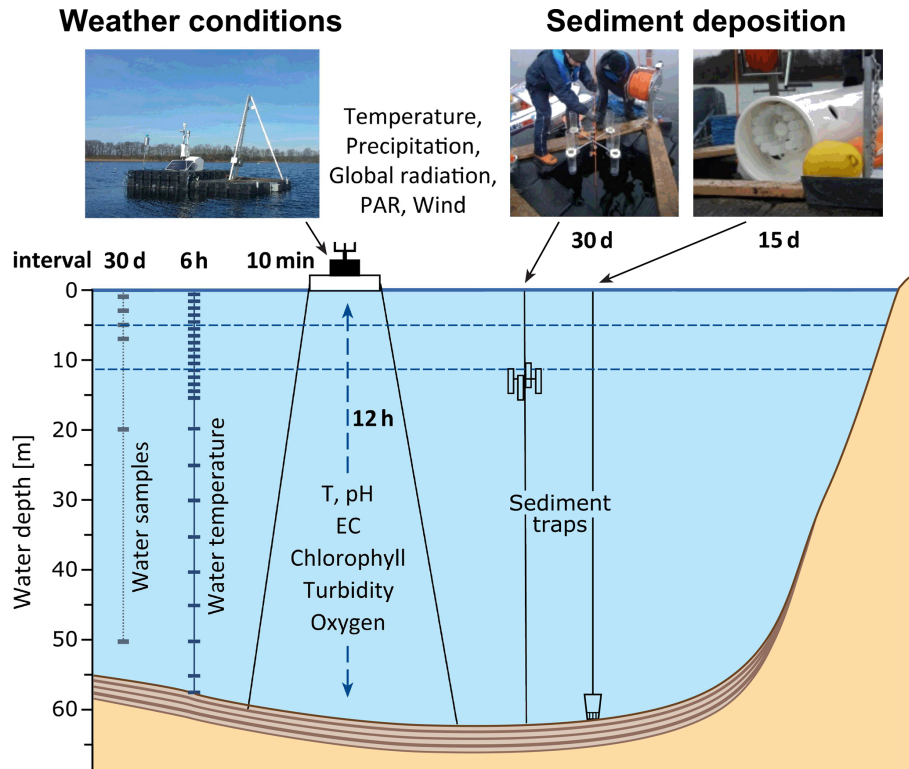 Weather conditions
Sediment deposition
Temperature,
Precipitation,
Global radiation,
PAR, Wind
30 d
15 d
interval 30 d 6 h 10 min
0
10
20
30
40
50
60
Water depth [m]
Water samples
Water temperature
12 h
T, pH
EC
Chlorophyll
Turbidity
Oxygen
Sediment
traps